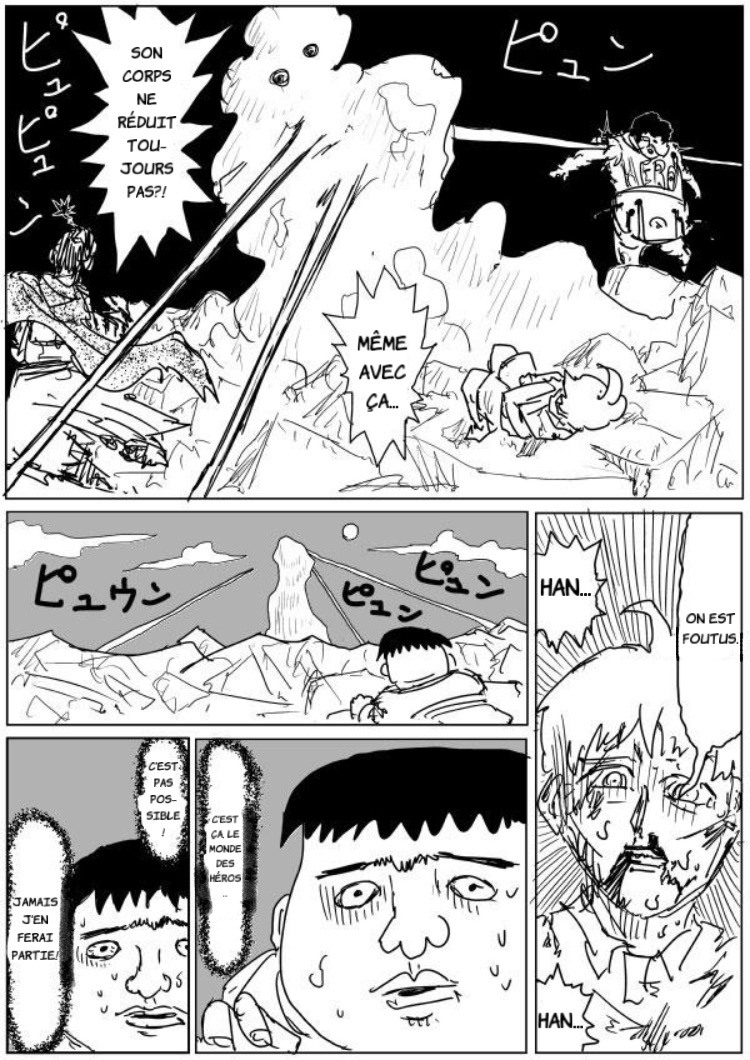 ピュン
SON
CORPS
NE
RÉDUIT
TOU-
JOURS
PAS?!
ピュピュン
HERO
MÊME
AVEC
ÇA...
ON EST
FOUTUS.
HAN...
HAN...
ピュウン
ピュン
ピュン
C'EST
ÇA LE
MONDE
DES
HÉROS
..
C'EST
PAS
POS-
SIBLE
!
JAMAIS
J'EN
FERAI
PARTIE!